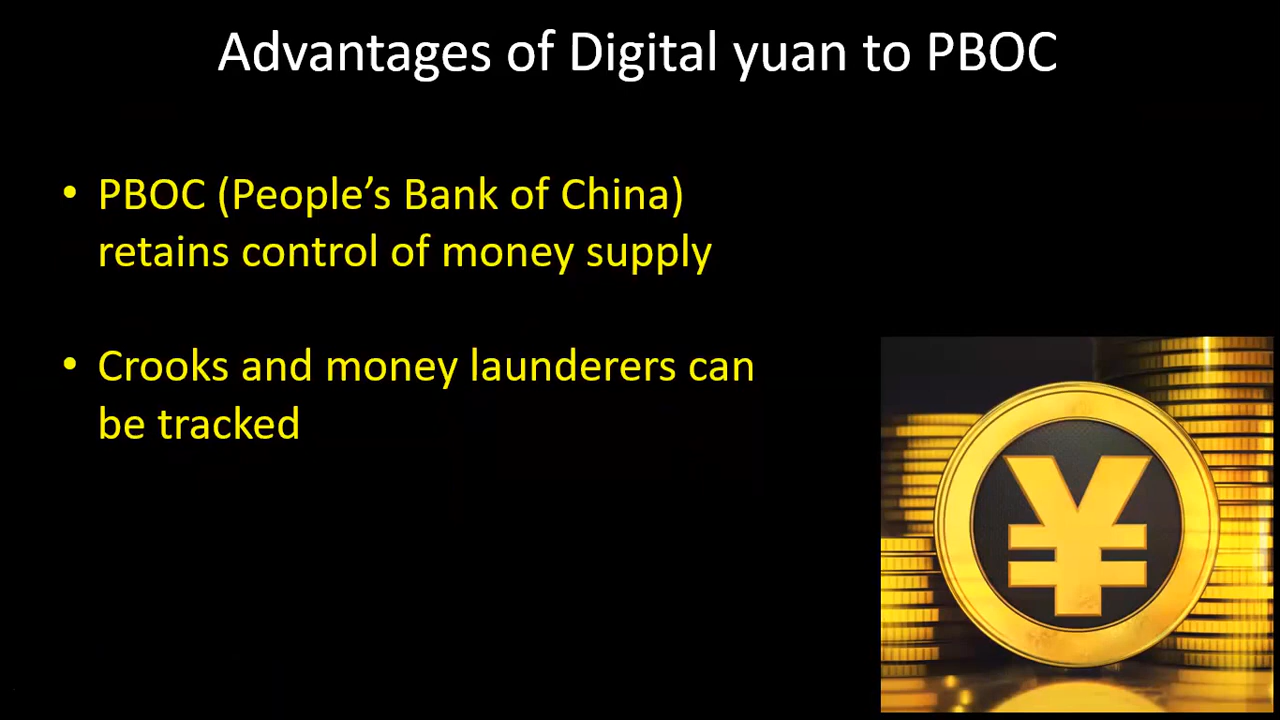 Advantages of Digital yuan to PBOC
• PBOC (People’s Bank of China)
retains control of money supply
• Crooks and money launderers can
be tracked
¥